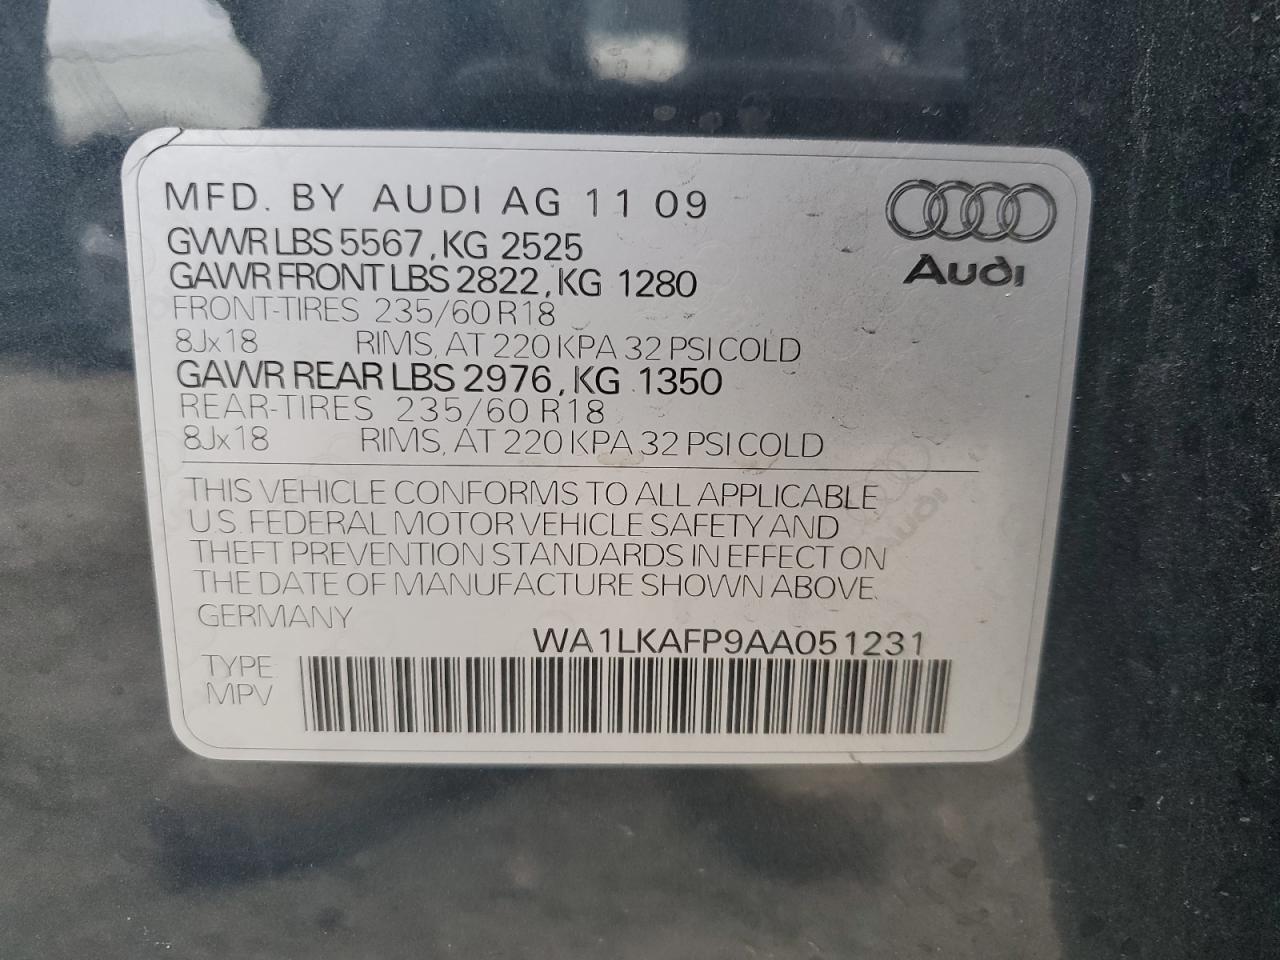 MFD. BY AUDI AG 11 09
GVWR LBS 5567, KG 2525
GAWR FRONT LBS 2822, KG 1280
FRONT-TIRES 235/60 R18
8Jx18 RIMS, AT 220 KPA 32 PSI COLD
GAWR REAR LBS 2976, KG 1350
REAR-TIRES 235/60 R18
8Jx18 RIMS, AT 220 KPA 32 PSI COLD
Audi
THIS VEHICLE CONFORMS TO ALL APPLICABLE
U.S. FEDERAL MOTOR VEHICLE SAFETY AND
THEFT PREVENTION STANDARDS IN EFFECT ON
THE DATE OF MANUFACTURE SHOWN ABOVE.
GERMANY
Audi
WA1LKAFP9AA051231
TYPE
MPV